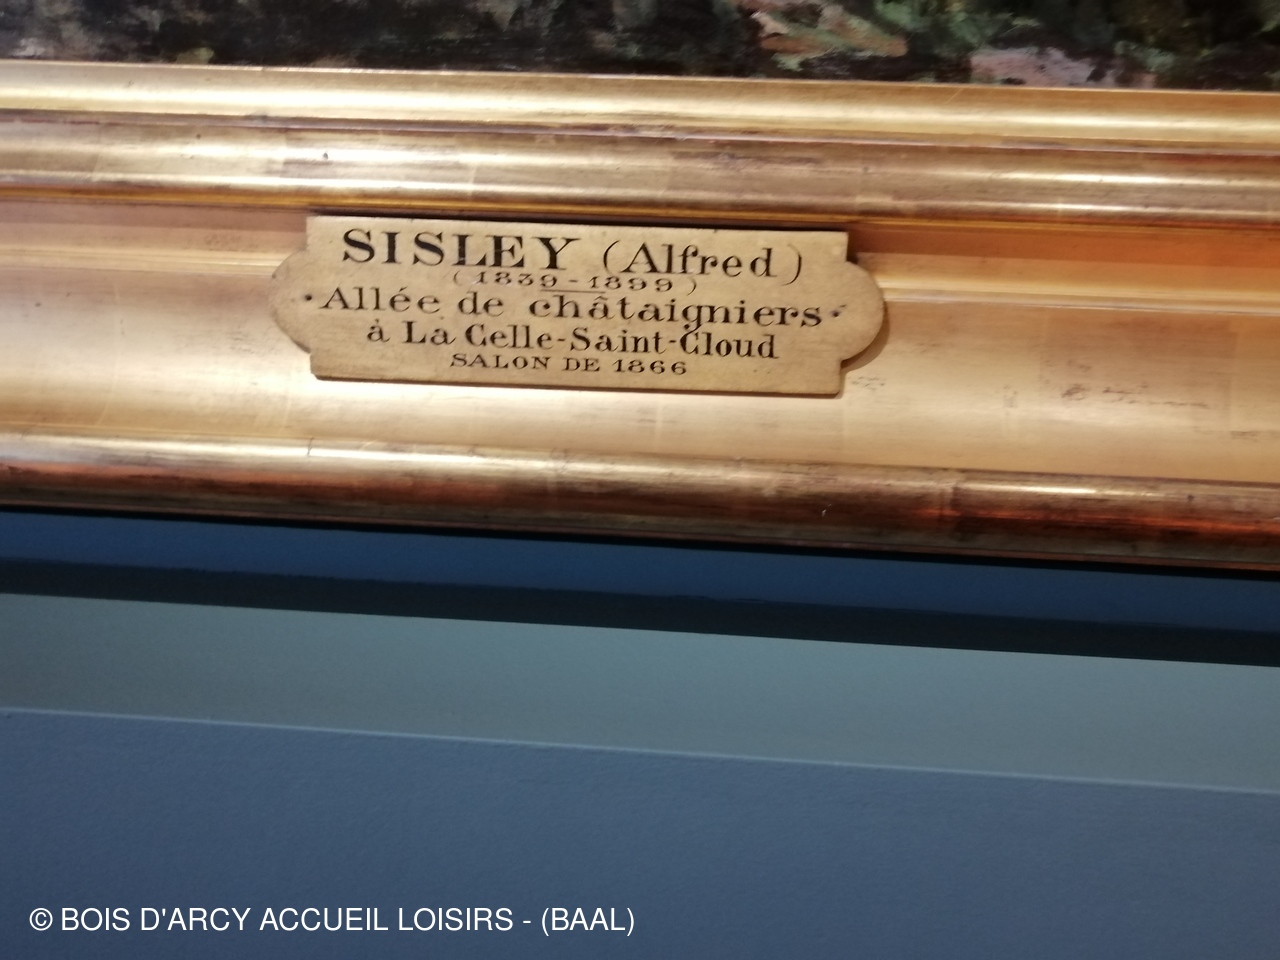 SISLEY (Alfred)
(1839-1899)
Allée de châtaigniers
à La Celle-Saint-Cloud
SALON DE 1866
© BOIS D'ARCY ACCUEIL LOISIRS - (BAAL)